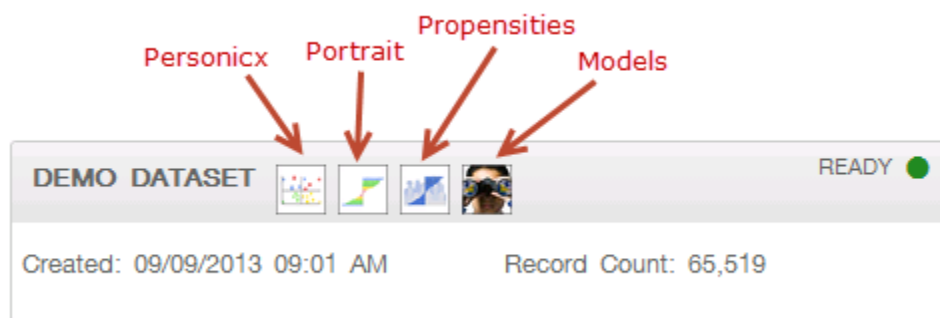 Propensities
Personicx
Portrait
Models
DEMO DATASET
READY
Created: 09/09/2013 09:01 AM
Record Count: 65,519